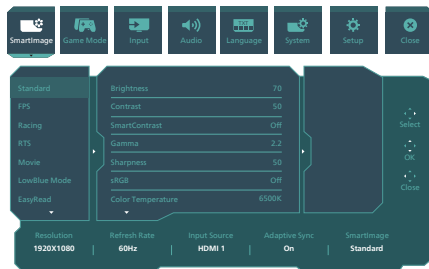 SmartImage Game Mode Input Audio TXT Language System Setup Close
Standard Brightness 70
FPS Contrast 50
Racing SmartContrast Off
RTS Gamma 2.2
Movie Sharpness 50
LowBlue Mode sRGB Off
EasyRead Color Temperature 6500K
Select
OK
Close
Resolution Refresh Rate Input Source Adaptive Sync SmartImage
1920X1080 60Hz HDMI 1 On Standard